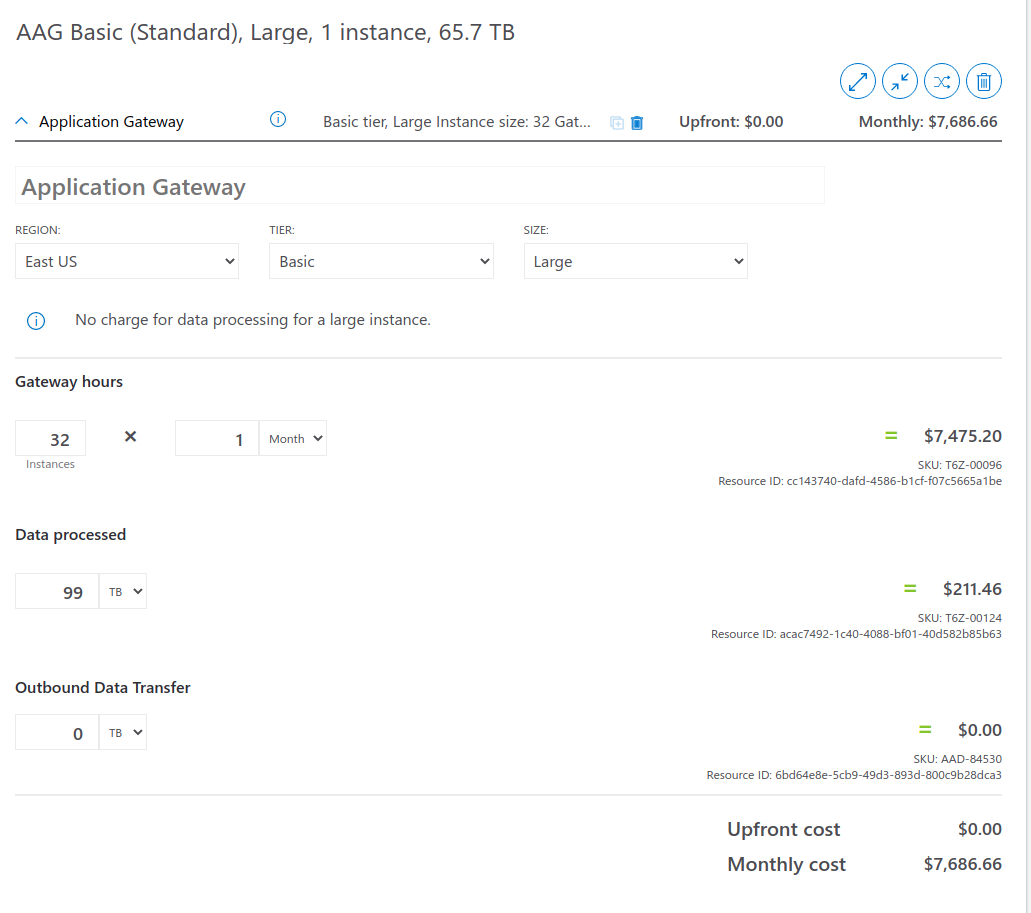 AAG Basic (Standard), Large, 1 instance, 65.7 TB
Application Gateway Basic tier, Large Instance size: 32 Gat... Upfront: $0.00 Monthly: $7,686.66
Application Gateway
REGION: TIER: SIZE:
East US Basic Large
No charge for data processing for a large instance.
Gateway hours
32 × 1 Month = $7,475.20
Instances SKU: T6Z-00096
Resource ID: cc143740-dafd-4586-b1cf-f07c5665a1be
Data processed
99 TB = $211.46
SKU: T6Z-00124
Resource ID: acac7492-1c40-4088-bf01-40d582b85b63
Outbound Data Transfer
0 TB = $0.00
SKU: AAD-84530
Resource ID: 6bd64e8e-5cb9-49d3-893d-800c9b28dca3
Upfront cost $0.00
Monthly cost $7,686.66